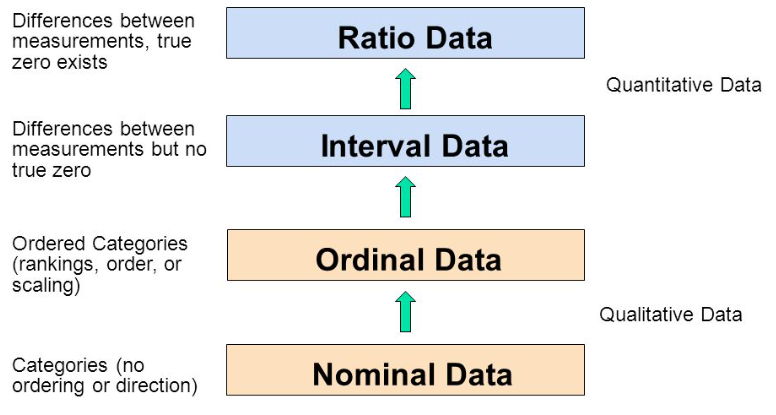 Differences between
measurements, true
zero exists
Ratio Data
Quantitative Data
Differences between
measurements but no
true zero
Interval Data
Ordered Categories
(rankings, order, or
scaling)
Ordinal Data
Qualitative Data
Categories (no
ordering or direction)
Nominal Data